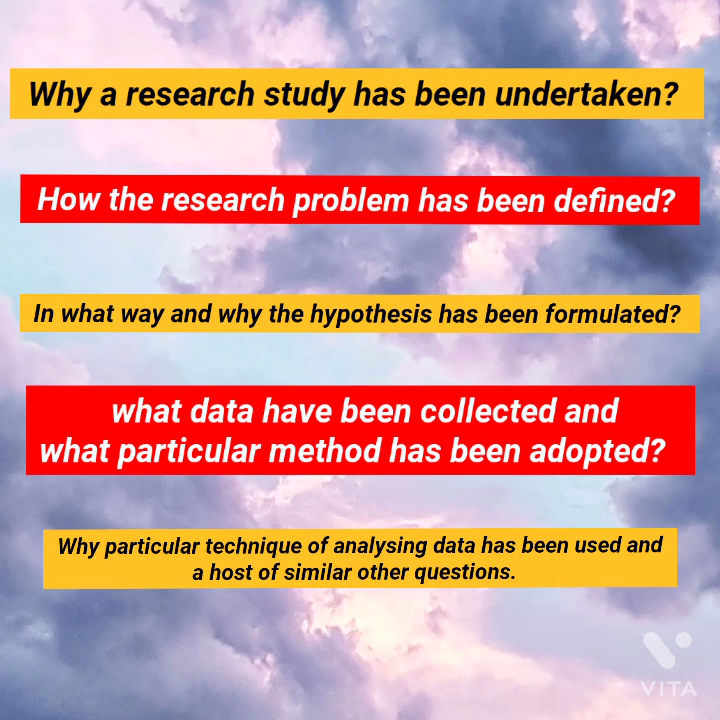 Why a research study has been undertaken?
How the research problem has been defined?
In what way and why the hypothesis has been formulated?
what data have been collected and
what particular method has been adopted?
Why particular technique of analysing data has been used and
a host of similar other questions.
VITA